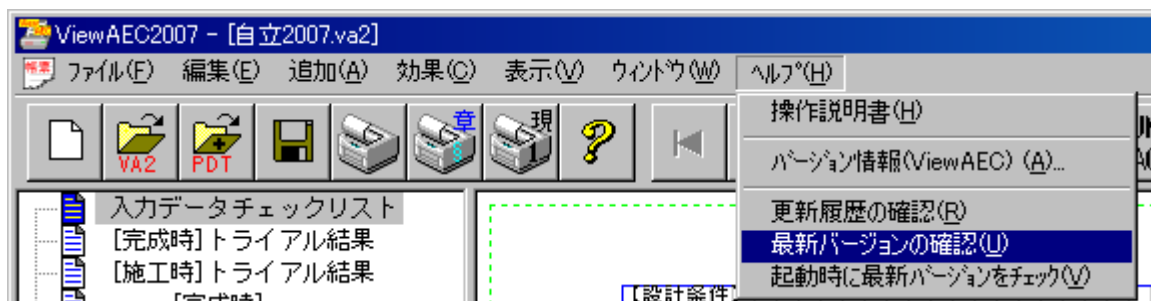 ViewAEC2007 - [自立2007.va2]
帳票 ファイル(F) 編集(E) 追加(A) 効果(C) 表示(V) ウィンドウ(W) ヘルプ(H)
VA2 PDT 章 § 現 1 ?
操作説明書(H)
バージョン情報(ViewAEC) (A)...
更新履歴の確認(R)
最新バージョンの確認(U)
起動時に最新バージョンをチェック(V)
入力データチェックリスト
[完成時]トライアル結果
[施工時]トライアル結果
[完成時]
【設計条件